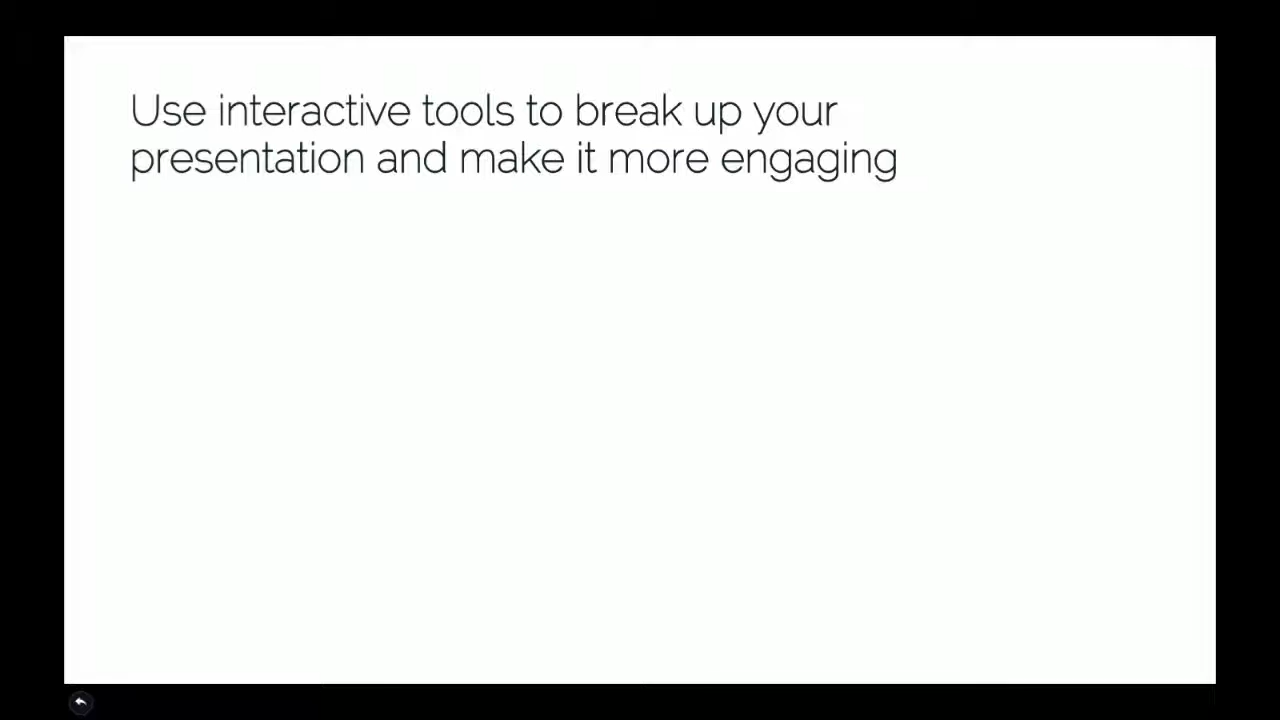 Use interactive tools to break up your
presentation and make it more engaging